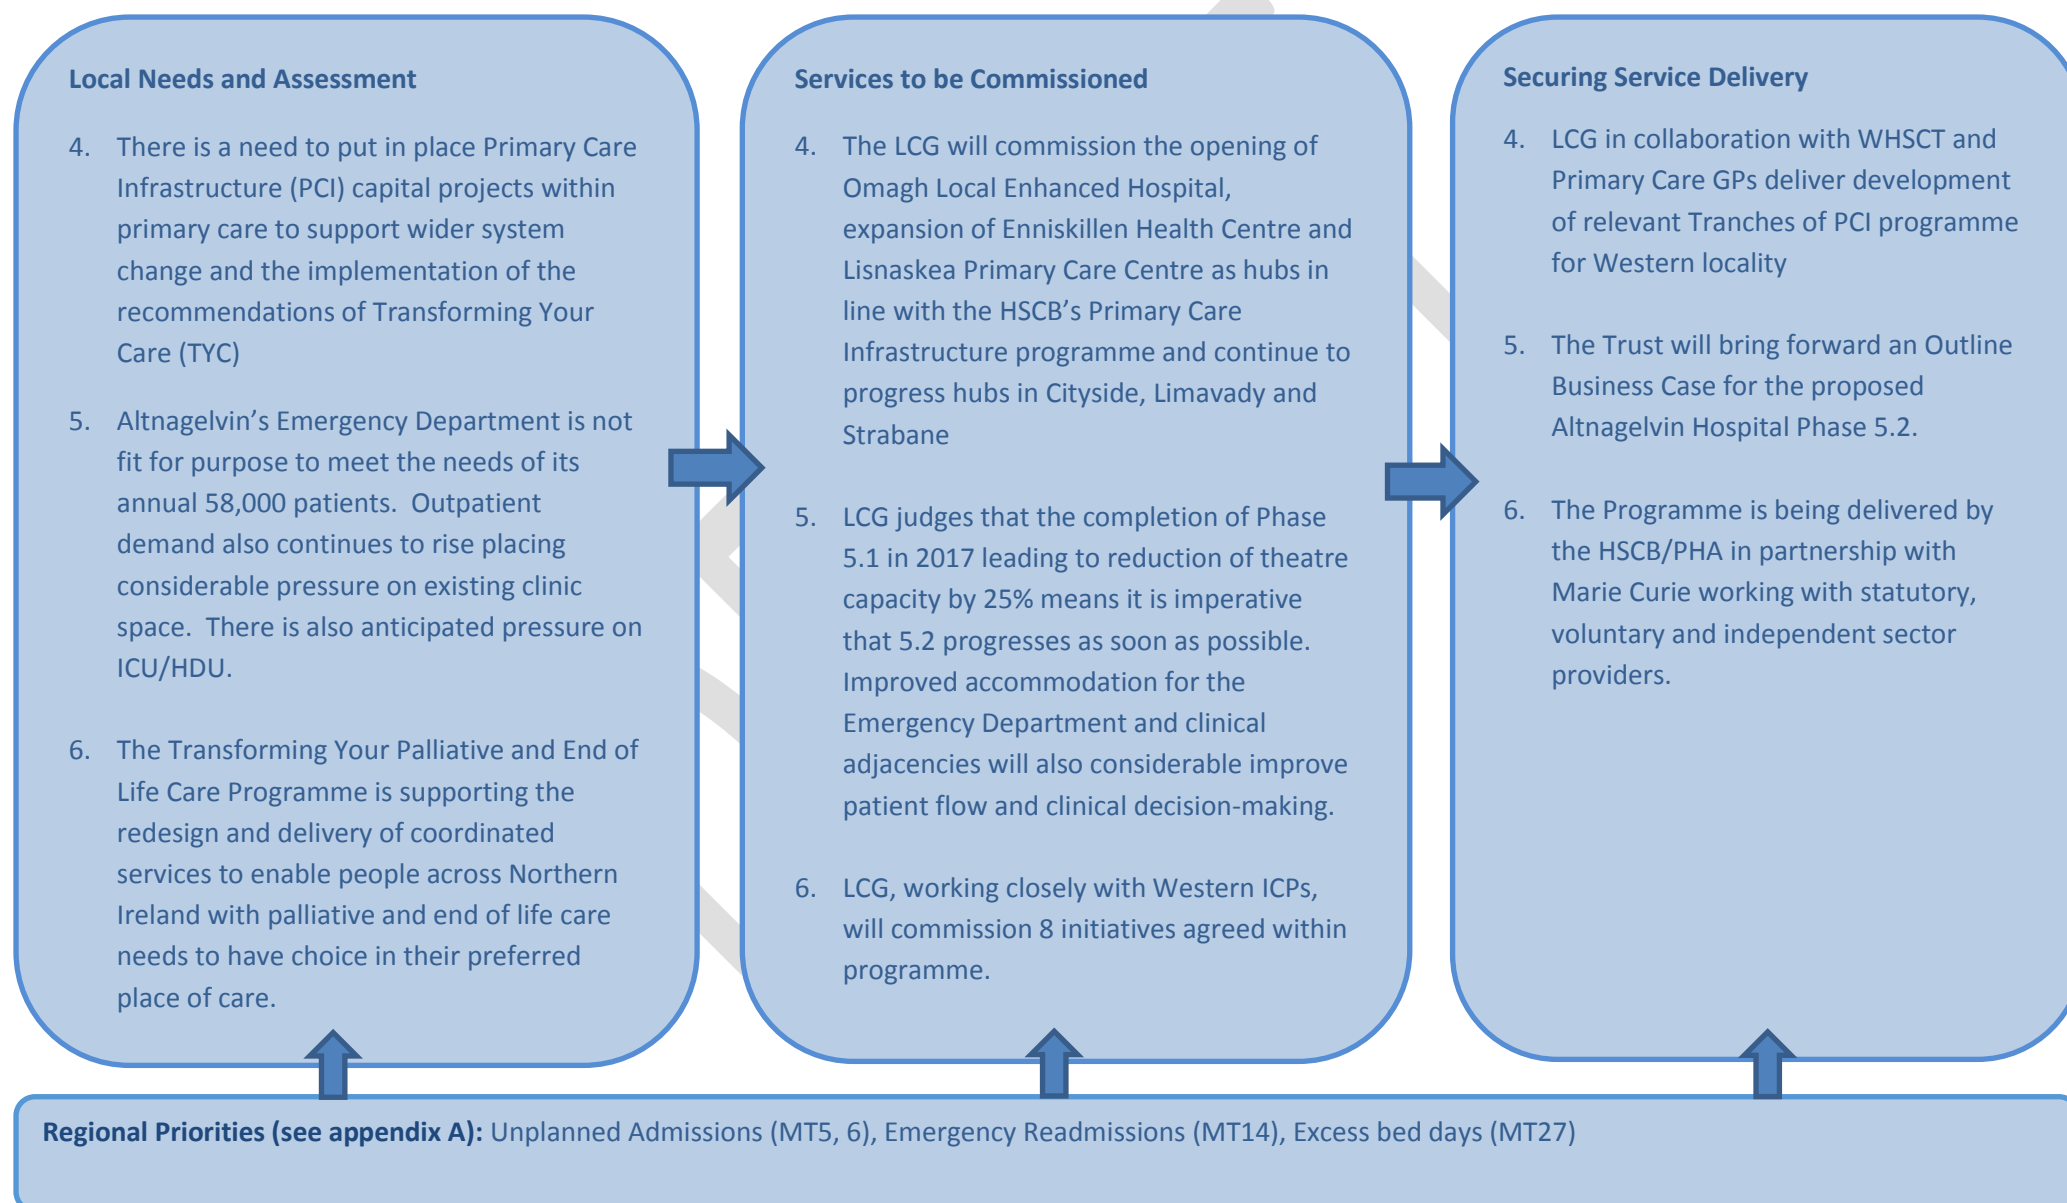 Local Needs and Assessment
4. There is a need to put in place Primary Care
Infrastructure (PCI) capital projects within
primary care to support wider system
change and the implementation of the
recommendations of Transforming Your
Care (TYC)
5. Altnagelvin's Emergency Department is not
fit for purpose to meet the needs of its
annual 58,000 patients.  Outpatient
demand also continues to rise placing
considerable pressure on existing clinic
space.  There is also anticipated pressure on
ICU/HDU.
6. The Transforming Your Palliative and End of
Life Care Programme is supporting the
redesign and delivery of coordinated
services to enable people across Northern
Ireland with palliative and end of life care
needs to have choice in their preferred
place of care.
Services to be Commissioned
4. The LCG will commission the opening of
Omagh Local Enhanced Hospital,
expansion of Enniskillen Health Centre and
Lisnaskea Primary Care Centre as hubs in
line with the HSCB's Primary Care
Infrastructure programme and continue to
progress hubs in Cityside, Limavady and
Strabane
5. LCG judges that the completion of Phase
5.1 in 2017 leading to reduction of theatre
capacity by 25% means it is imperative
that 5.2 progresses as soon as possible.
Improved accommodation for the
Emergency Department and clinical
adjacencies will also considerable improve
patient flow and clinical decision-making.
6. LCG, working closely with Western ICPs,
will commission 8 initiatives agreed within
programme.
Securing Service Delivery
4. LCG in collaboration with WHSCT and
Primary Care GPs deliver development
of relevant Tranches of PCI programme
for Western locality
5. The Trust will bring forward an Outline
Business Case for the proposed
Altnagelvin Hospital Phase 5.2.
6. The Programme is being delivered by
the HSCB/PHA in partnership with
Marie Curie working with statutory,
voluntary and independent sector
providers.
Regional Priorities (see appendix A): Unplanned Admissions (MT5, 6), Emergency Readmissions (MT14), Excess bed days (MT27)